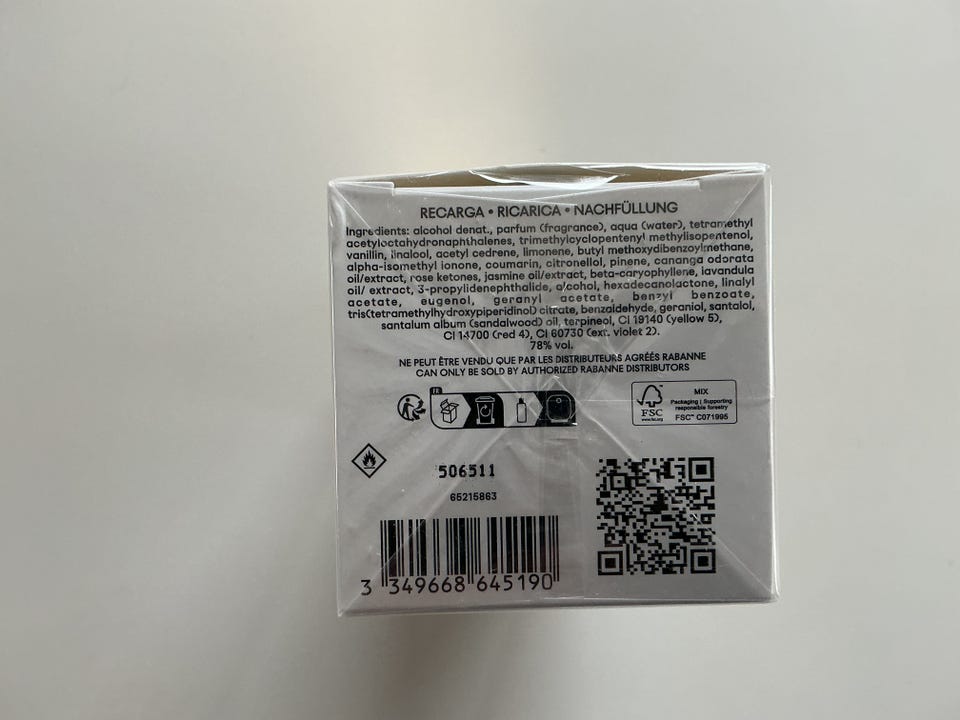 RECARGA • RICARICA • NACHFÜLLUNG
Ingredients: alcohol denat., parfum (fragrance), aqua (water), tetramethyl
acetyloctahydronaphthalenes, trimethylcyclopentenyl methylisopentenol,
vanillin, linalool, acetyl cedrene, limonene, butyl methoxydibenzoylmethane,
alpha-isomethyl ionone, coumarin, citronellol, pinene, cananga odorata
oil/extract, rose ketones, jasmine oil/extract, beta-caryophyllene, lavandula
oil/ extract, 3-propylidenephthalide, alcohol, hexadecanolactone, linalyl
acetate, eugenol, geranyl acetate, benzyl benzoate,
tris(tetramethylhydroxypiperidinol) citrate, benzaldehyde, geraniol, santalol,
santalum album (sandalwood) oil, terpineol, CI 19140 (yellow 5),
CI 14700 (red 4), CI 60730 (ext. violet 2).
78% vol.
NE PEUT ÊTRE VENDU QUE PAR LES DISTRIBUTEURS AGRÉÉS RABANNE
CAN ONLY BE SOLD BY AUTHORIZED RABANNE DISTRIBUTORS
FR
FSC
www.fsc.org
MIX
Packaging | Supporting
responsible forestry
FSC™ C071995
506511
65215863
3 349668 645190